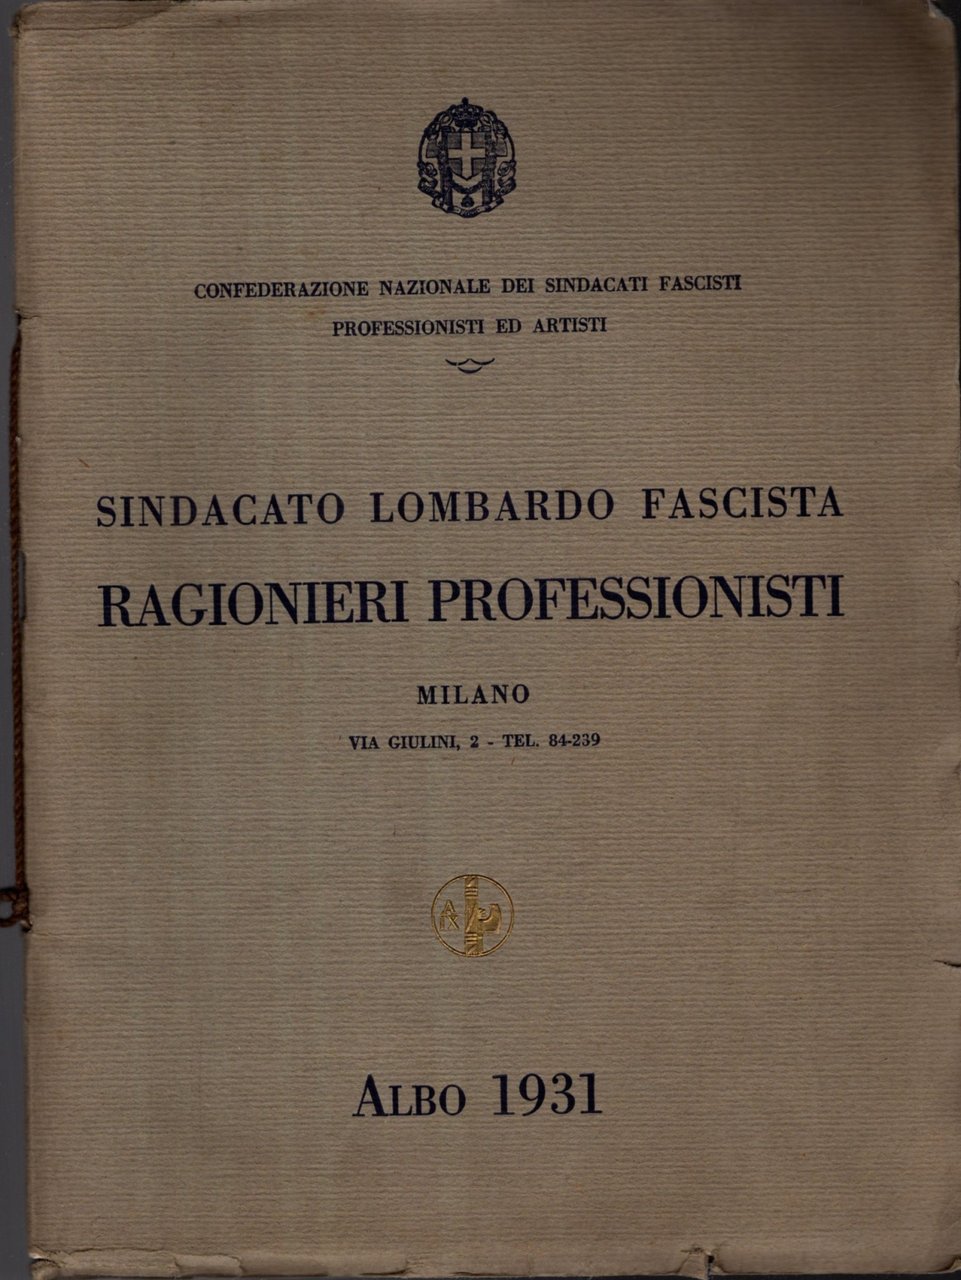 CONFEDERAZIONE NAZIONALE DEI SINDACATI FASCISTI
PROFESSIONISTI ED ARTISTI
SINDACATO LOMBARDO FASCISTA
RAGIONIERI PROFESSIONISTI
MILANO
VIA GIULINI, 2 - TEL. 84-239
ALBO 1931